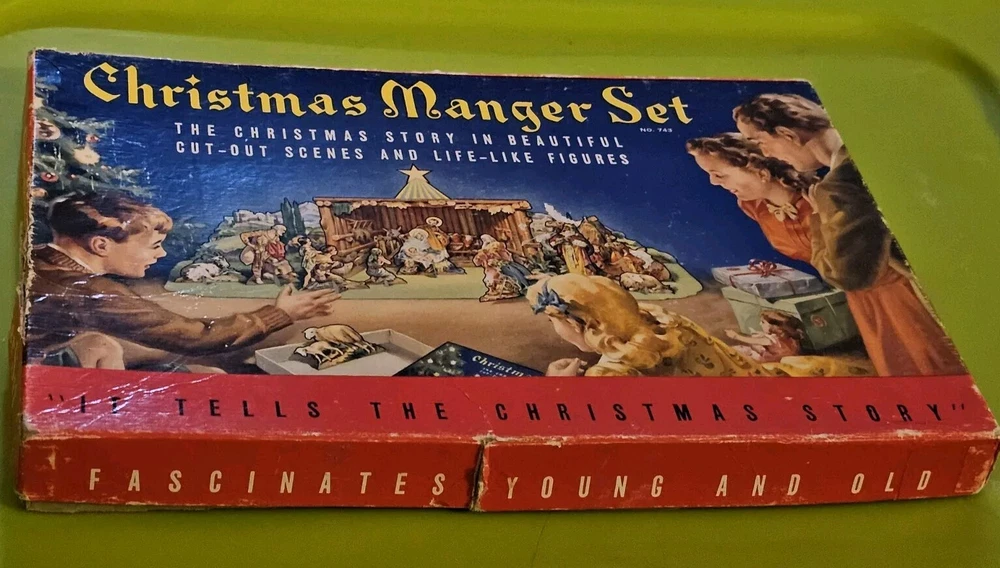 Christmas Manger Set
NO. 743
THE CHRISTMAS STORY IN BEAUTIFUL
CUT-OUT SCENES AND LIFE-LIKE FIGURES
Christm
"IT TELLS THE CHRISTMAS STORY"
FASCINATES YOUNG AND OLD